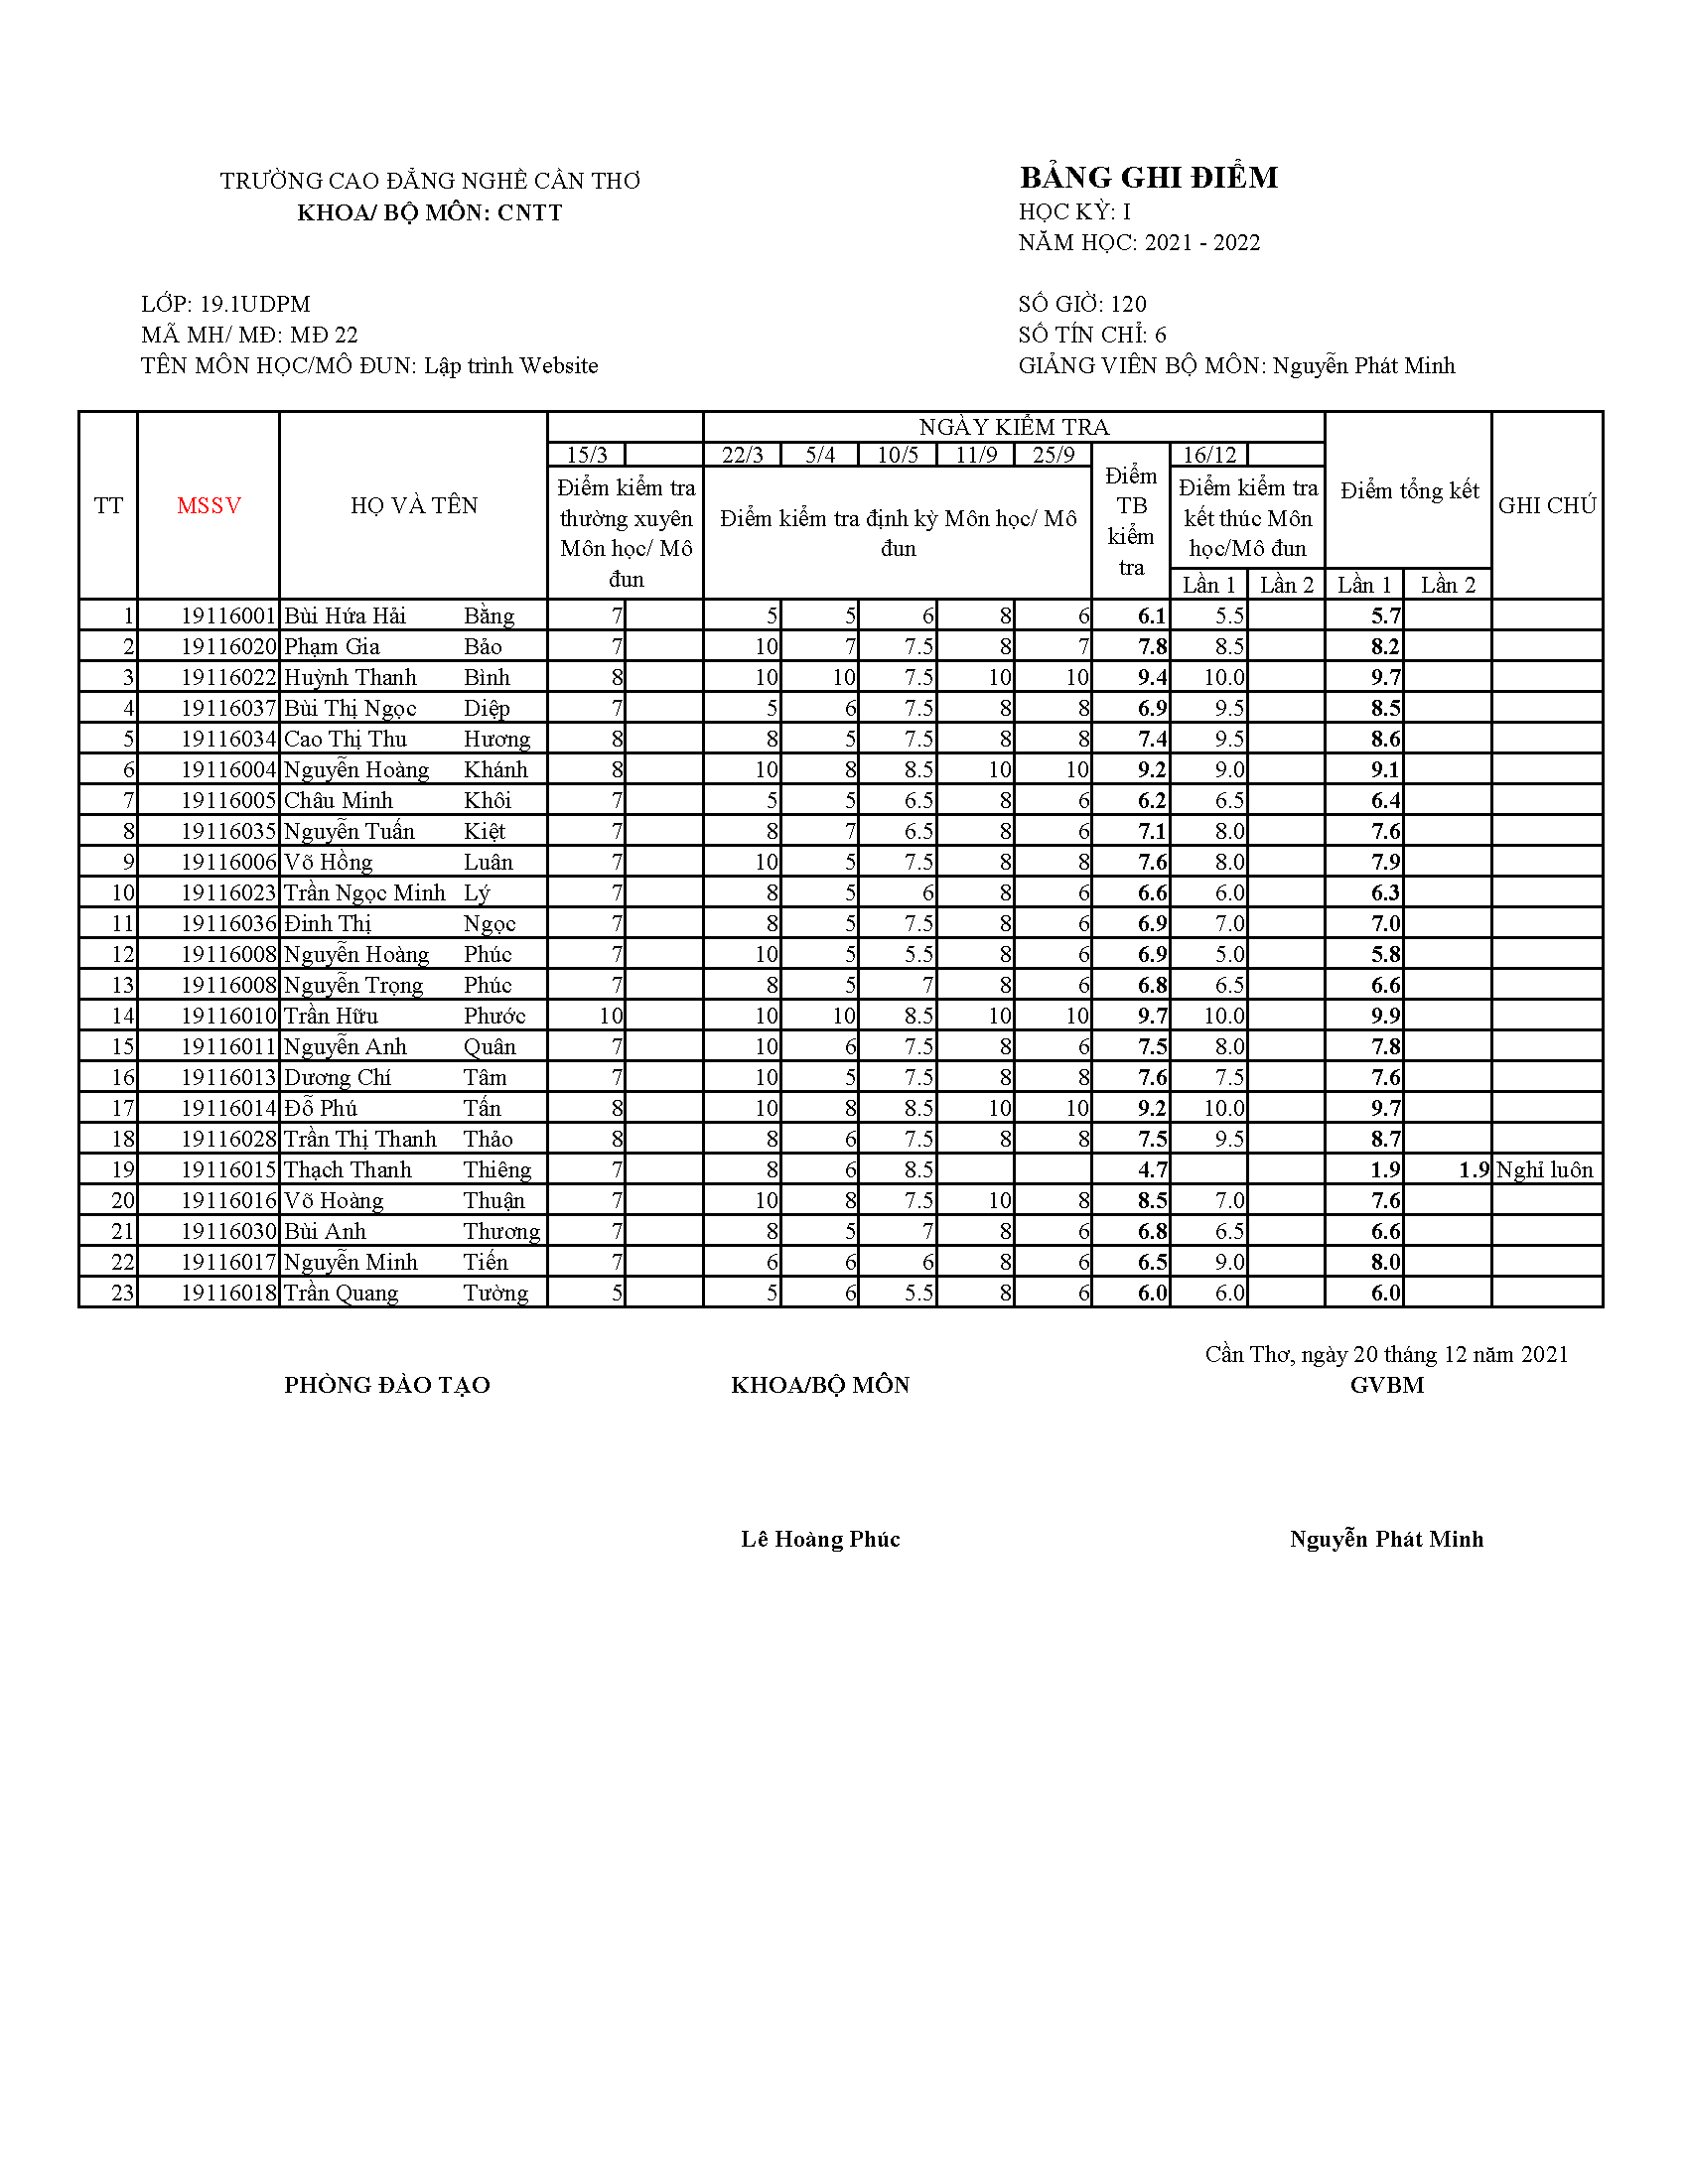 TRƯỜNG CAO ĐẲNG NGHỀ CẦN THƠ
KHOA/ BỘ MÔN: CNTT
BẢNG GHI ĐIỂM
HỌC KỲ: I
NĂM HỌC: 2021 - 2022
LỚP: 19.1UDPM
MÃ MH/ MĐ: MĐ 22
TÊN MÔN HỌC/MÔ ĐUN: Lập trình Website
SỐ GIỜ: 120
SỐ TÍN CHỈ: 6
GIẢNG VIÊN BỘ MÔN: Nguyễn Phát Minh
TT MSSV HỌ VÀ TÊN NGÀY KIỂM TRA Điểm tổng kết GHI CHÚ
15/3 22/3 5/4 10/5 11/9 25/9 Điểm TB kiểm tra 16/12
Điểm kiểm tra thường xuyên Môn học/ Mô đun Điểm kiểm tra định kỳ Môn học/ Mô đun Điểm kiểm tra kết thúc Môn học/Mô đun
Lần 1 Lần 2 Lần 1 Lần 2
1 19116001 Bùi Hứa Hải Bằng 7 5 5 6 8 6 6.1 5.5 5.7
2 19116020 Phạm Gia Bảo 7 10 7 7.5 8 7 7.8 8.5 8.2
3 19116022 Huỳnh Thanh Bình 8 10 10 7.5 10 10 9.4 10.0 9.7
4 19116037 Bùi Thị Ngọc Diệp 7 5 6 7.5 8 8 6.9 9.5 8.5
5 19116034 Cao Thị Thu Hương 8 8 5 7.5 8 8 7.4 9.5 8.6
6 19116004 Nguyễn Hoàng Khánh 8 10 8 8.5 10 10 9.2 9.0 9.1
7 19116005 Châu Minh Khôi 7 5 5 6.5 8 6 6.2 6.5 6.4
8 19116035 Nguyễn Tuấn Kiệt 7 8 7 6.5 8 6 7.1 8.0 7.6
9 19116006 Võ Hồng Luân 7 10 5 7.5 8 8 7.6 8.0 7.9
10 19116023 Trần Ngọc Minh Lý 7 8 5 6 8 6 6.6 6.0 6.3
11 19116036 Đinh Thị Ngọc 7 8 5 7.5 8 6 6.9 7.0 7.0
12 19116008 Nguyễn Hoàng Phúc 7 10 5 5.5 8 6 6.9 5.0 5.8
13 19116008 Nguyễn Trọng Phúc 7 8 5 7 8 6 6.8 6.5 6.6
14 19116010 Trần Hữu Phước 10 10 10 8.5 10 10 9.7 10.0 9.9
15 19116011 Nguyễn Anh Quân 7 10 6 7.5 8 6 7.5 8.0 7.8
16 19116013 Dương Chí Tâm 7 10 5 7.5 8 8 7.6 7.5 7.6
17 19116014 Đỗ Phú Tấn 8 10 8 8.5 10 10 9.2 10.0 9.7
18 19116028 Trần Thị Thanh Thảo 8 8 6 7.5 8 8 7.5 9.5 8.7
19 19116015 Thạch Thanh Thiêng 7 8 6 8.5 4.7 1.9 1.9 Nghỉ luôn
20 19116016 Võ Hoàng Thuận 7 10 8 7.5 10 8 8.5 7.0 7.6
21 19116030 Bùi Anh Thương 7 8 5 7 8 6 6.8 6.5 6.6
22 19116017 Nguyễn Minh Tiến 7 6 6 6 8 6 6.5 9.0 8.0
23 19116018 Trần Quang Tường 5 5 6 5.5 8 6 6.0 6.0 6.0
Cần Thơ, ngày 20 tháng 12 năm 2021
PHÒNG ĐÀO TẠO KHOA/BỘ MÔN GVBM
Lê Hoàng Phúc Nguyễn Phát Minh